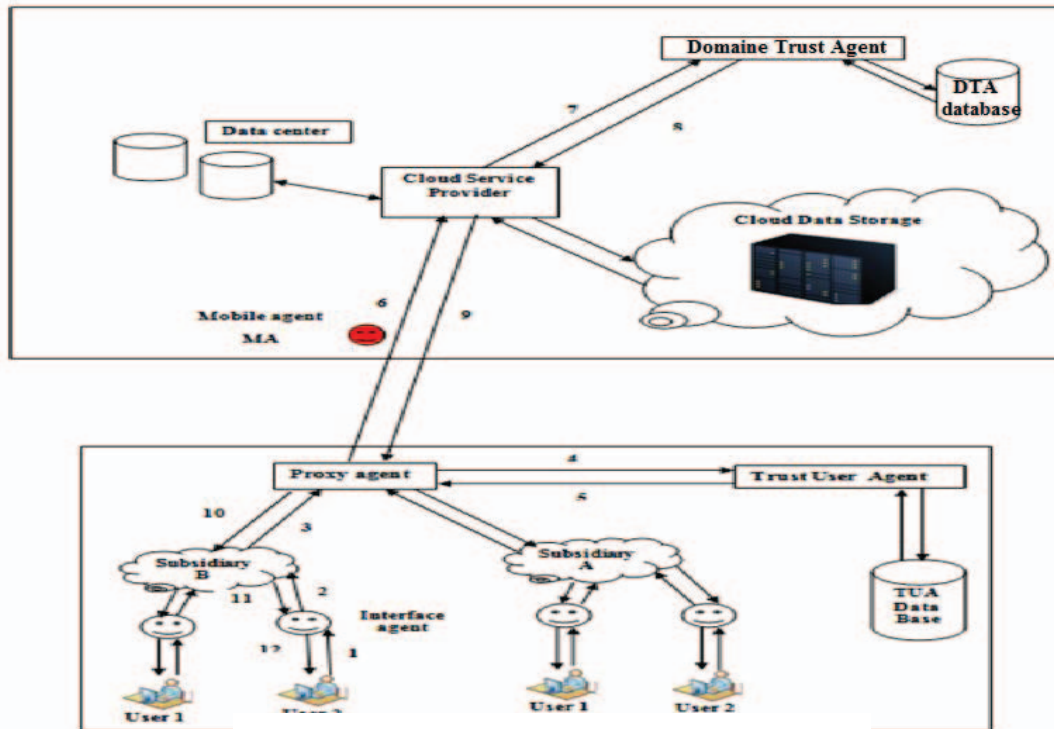 Domaine Trust Agent
DTA
database
7
8
Data center
Cloud Service
Provider
Cloud Data Storage
6
9
Mobile agent
MA
Proxy agent
4
5
Trust User Agent
10
3
Subsidiary
B
Subsidiary
A
2
11
Interface
agent
TUA
Data
Base
12
1
User 1
User 1
User 2